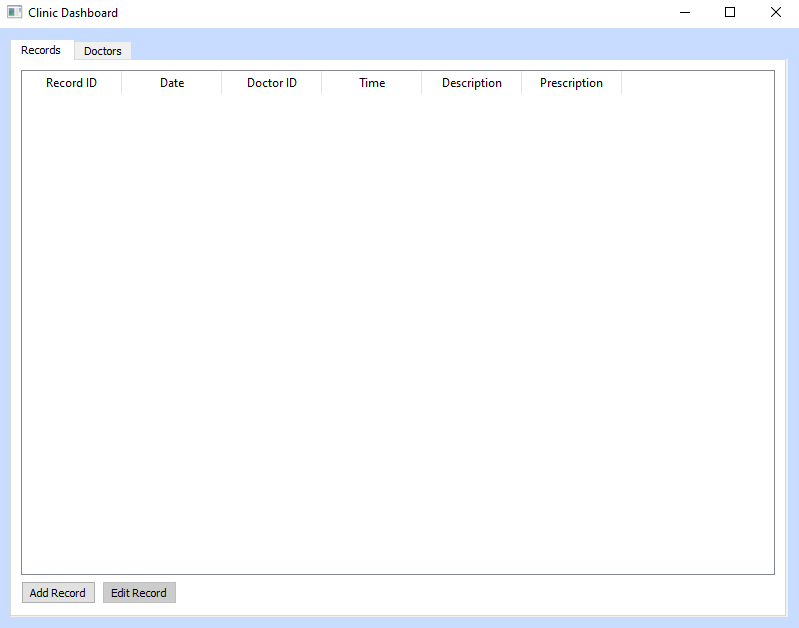 Clinic Dashboard
Records Doctors
Record ID Date Doctor ID Time Description Prescription
Add Record Edit Record